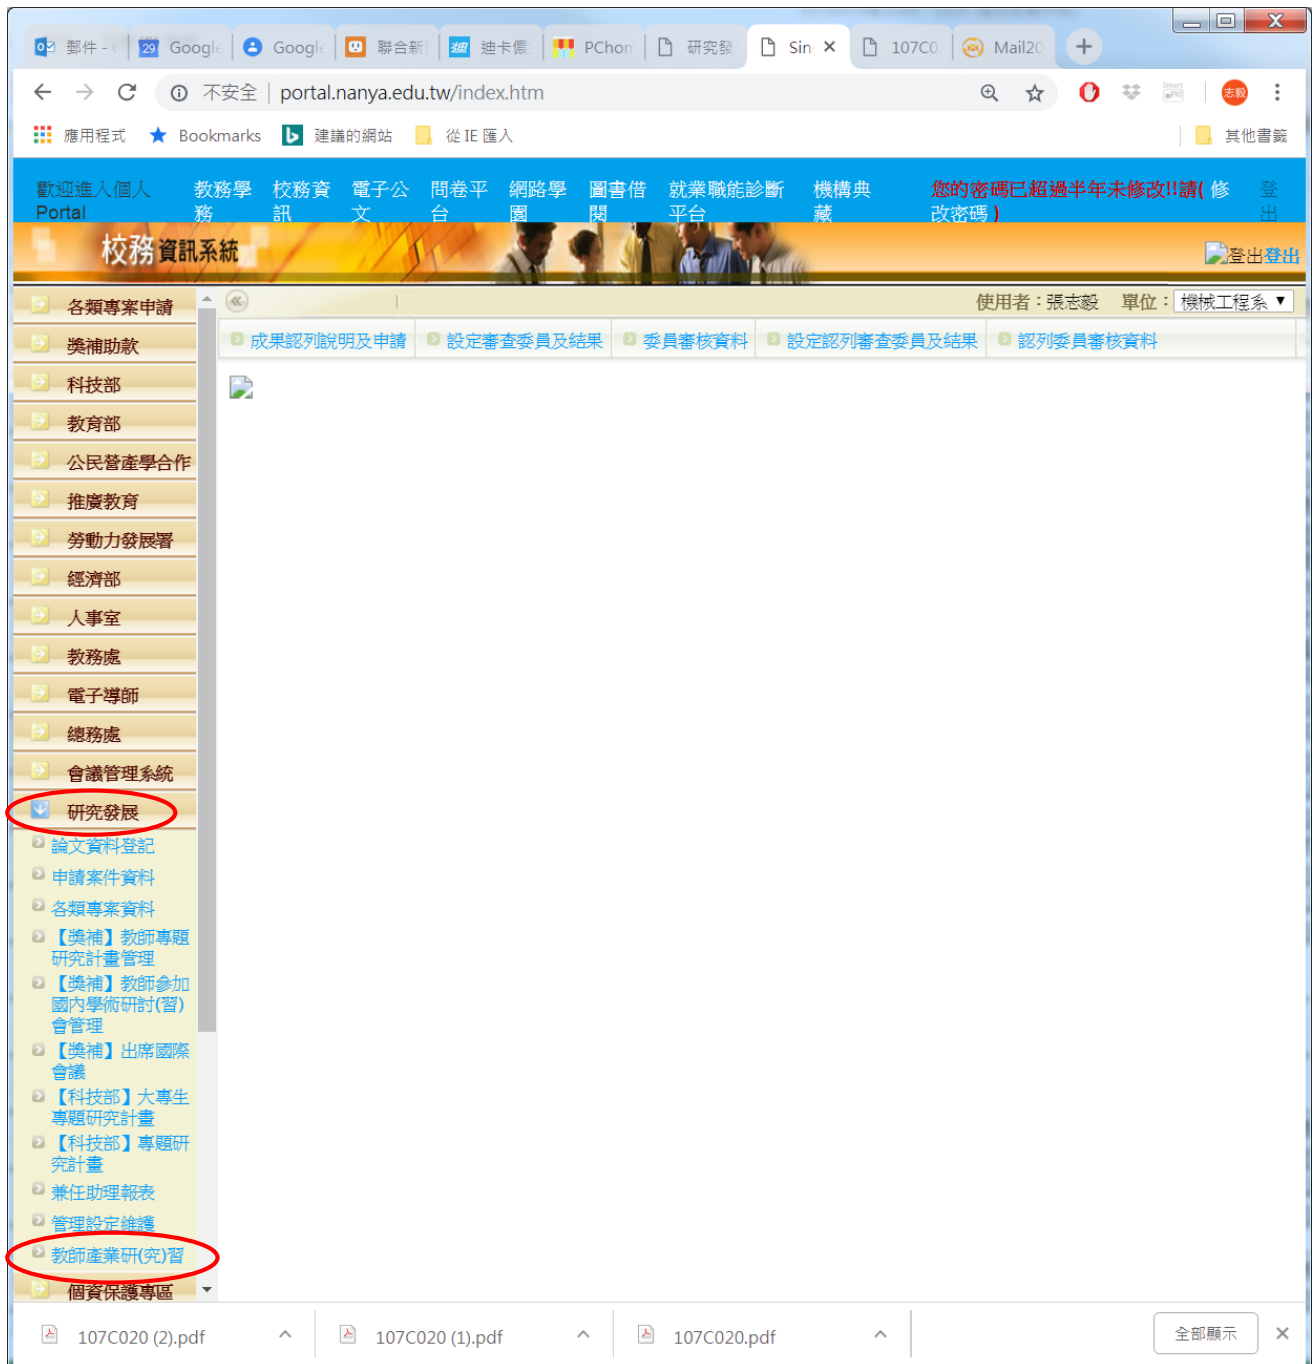 郵件 -
29 Google
Google
聯合新
迪卡儂
PChom
研究發
Sin
107C0
Mail20
不安全 | portal.nanya.edu.tw/index.htm
志毅
應用程式
Bookmarks
建議的網站
從 IE 匯入
其他書籤
歡迎進入個人
Portal
教務學
務
校務資
訊
電子公
文
問卷平
台
網路學
園
圖書借
閱
就業職能診斷
平台
機構典
藏
您的密碼已超過半年未修改!!請( 修
改密碼 )
登
出
校務資訊系統
登出登出
使用者：張志毅 單位：機械工程系
成果認列說明及申請
設定審查委員及結果
委員審核資料
設定認列審查委員及結果
認列委員審核資料
各類專案申請
獎補助款
科技部
教育部
公民營產學合作
推廣教育
勞動力發展署
經濟部
人事室
教務處
電子導師
總務處
會議管理系統
研究發展
論文資料登記
申請案件資料
各類專案資料
【獎補】教師專題
研究計畫管理
【獎補】教師參加
國內學術研討(習)
會管理
【獎補】出席國際
會議
【科技部】大專生
專題研究計畫
【科技部】專題研
究計畫
兼任助理報表
管理設定維護
教師產業研(究)習
個資保護專區
107C020 (2).pdf
107C020 (1).pdf
107C020.pdf
全部顯示